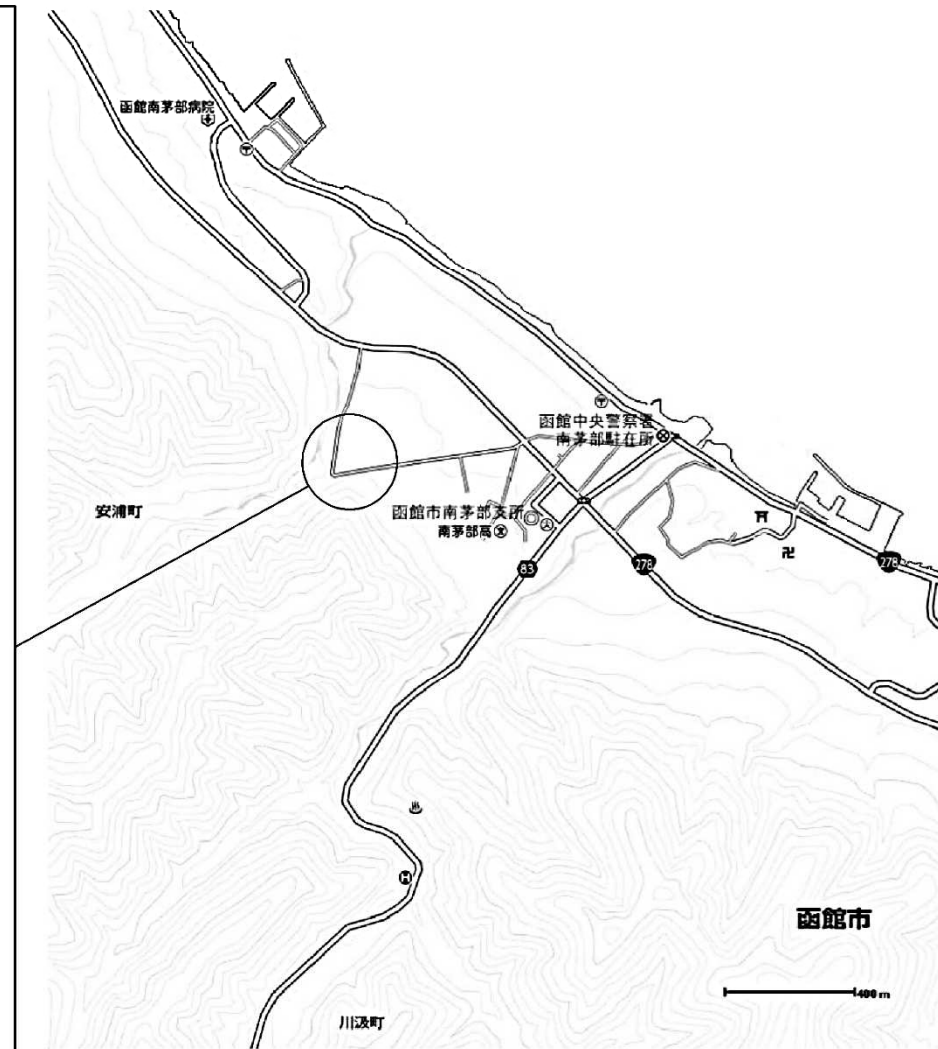 函館南茅部病院
函館中央警察署
南茅部駐在所
安浦町
函館市南茅部支所
南茅部高
文
83
278
278
卍
H
函館市
400 m
川汲町